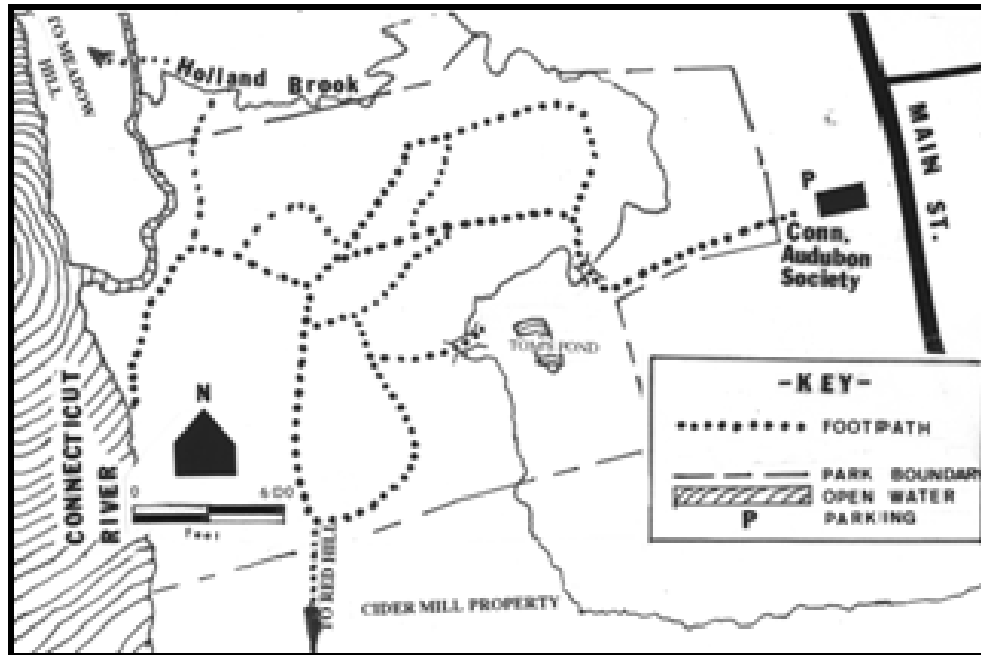 TO MEADOW
HILL
Holland Brook
MAIN ST.
P
Conn.
Audubon
Society
TOM'S POND
CONNECTICUT
RIVER
N
0 600
feet
-KEY-
FOOTPATH
PARK BOUNDARY
OPEN WATER
P PARKING
TO RED HILL
CIDER MILL PROPERTY